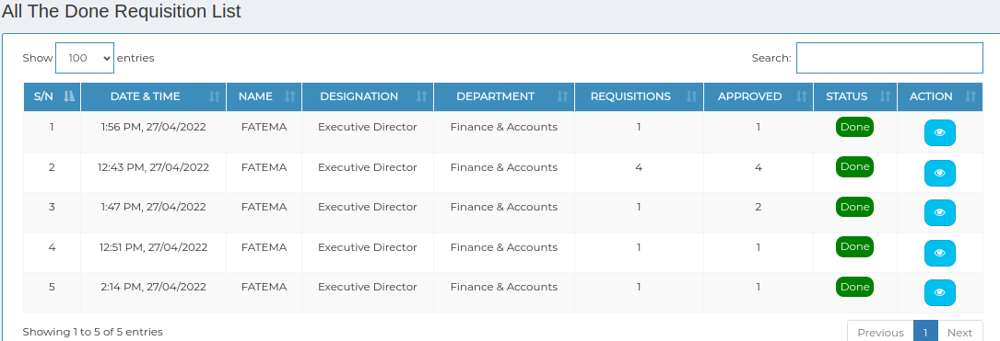 All The Done Requisition List
Show 100 entries Search:
S/N DATE & TIME NAME DESIGNATION DEPARTMENT REQUISITIONS APPROVED STATUS ACTION
1 1:56 PM, 27/04/2022 FATEMA Executive Director Finance & Accounts 1 1 Done
2 12:43 PM, 27/04/2022 FATEMA Executive Director Finance & Accounts 4 4 Done
3 1:47 PM, 27/04/2022 FATEMA Executive Director Finance & Accounts 1 2 Done
4 12:51 PM, 27/04/2022 FATEMA Executive Director Finance & Accounts 1 1 Done
5 2:14 PM, 27/04/2022 FATEMA Executive Director Finance & Accounts 1 1 Done
Showing 1 to 5 of 5 entries Previous 1 Next